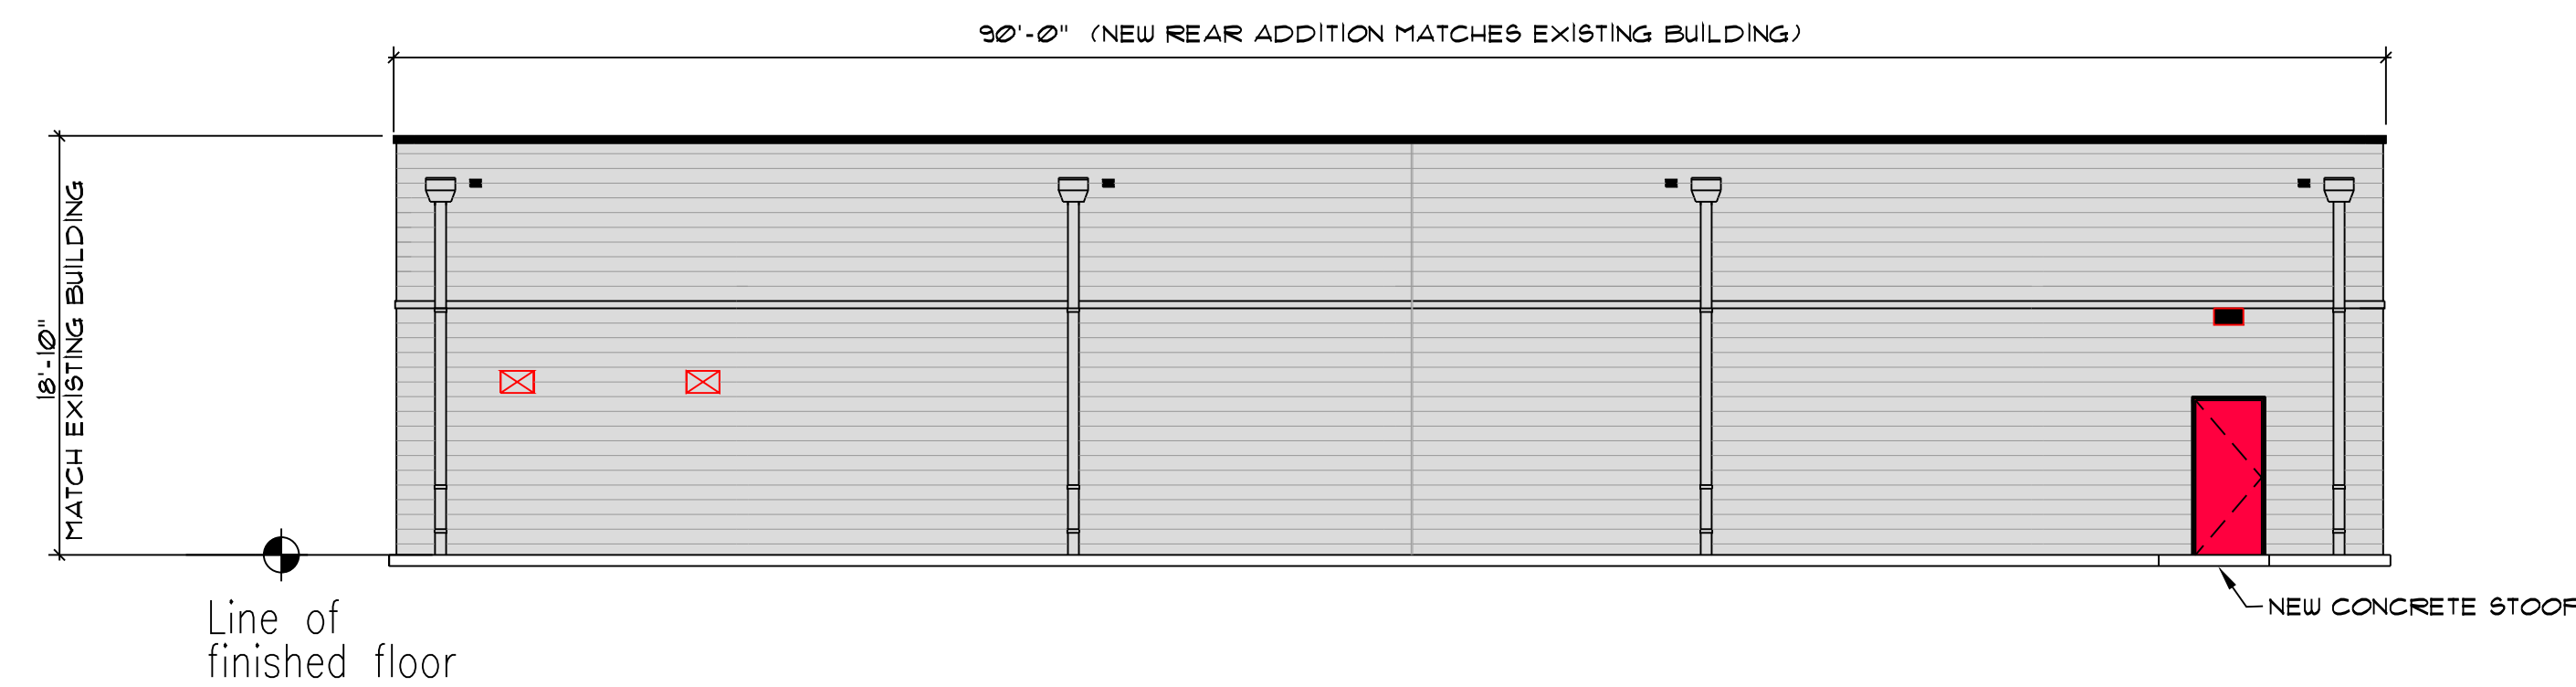 90'-0" (NEW REAR ADDITION MATCHES EXISTING BUILDING)
18'-10"
MATCH EXISTING BUILDING
Line of
finished floor
NEW CONCRETE STOOP